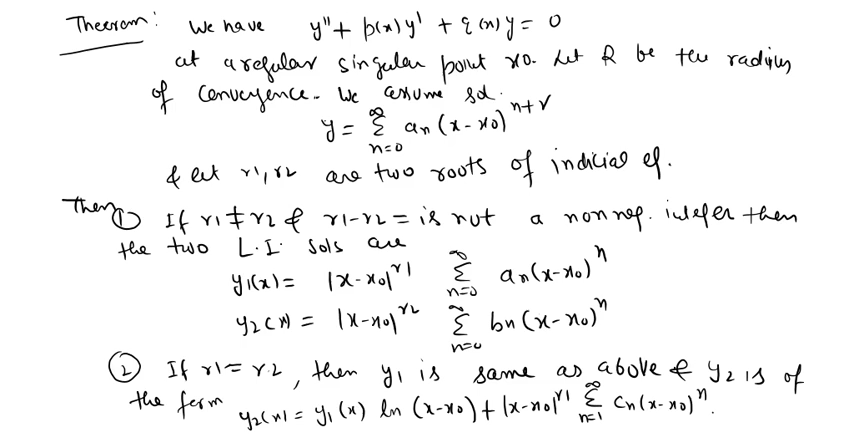 Theorem: We have y'' + p(x) y' + q(x) y = 0
at a regular singular point x0. Let R be the radius
of convergence. We assume sol.
y = ∑_{n=0}^{∞} an (x-x0)^{n+r}
& let r1, r2 are two roots of indicial eq.
Then ① If r1 ≠ r2 & r1-r2 = is not a non neg. integer then
the two L.I. sols are
y1(x) = |x-x0|^{r1} ∑_{n=0}^{∞} an (x-x0)^n
y2(x) = |x-x0|^{r2} ∑_{n=0}^{∞} bn (x-x0)^n
② If r1 = r2, then y1 is same as above & y2 is of
the form y2(x) = y1(x) ln (x-x0) + |x-x0|^{r1} ∑_{n=1}^{∞} cn (x-x0)^n.